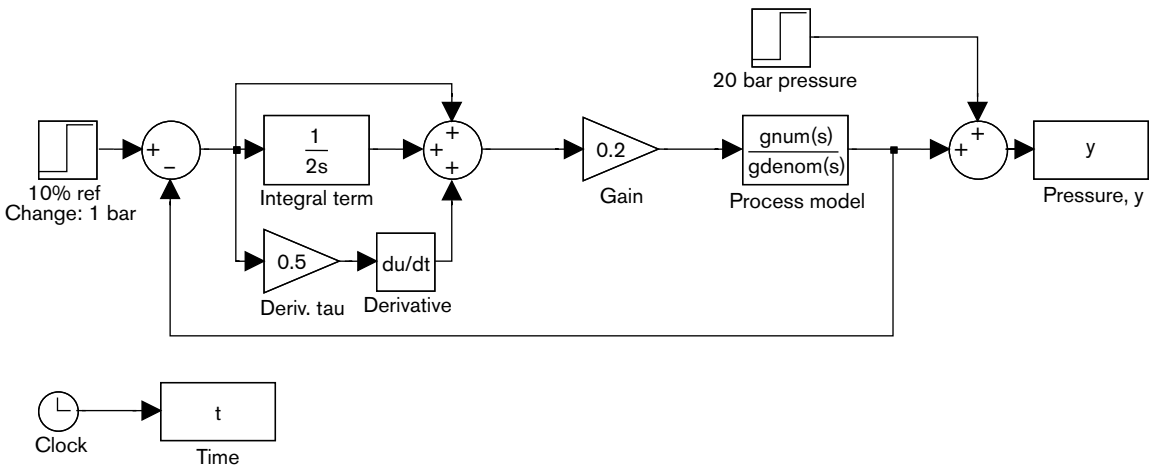 20 bar pressure
10% ref
Change: 1 bar
+
−
1
2s
Integral term
+
+
+
0.2
Gain
gnum(s)
gdenom(s)
Process model
+
+
y
Pressure, y
0.5
Deriv. tau
du/dt
Derivative
Clock
t
Time